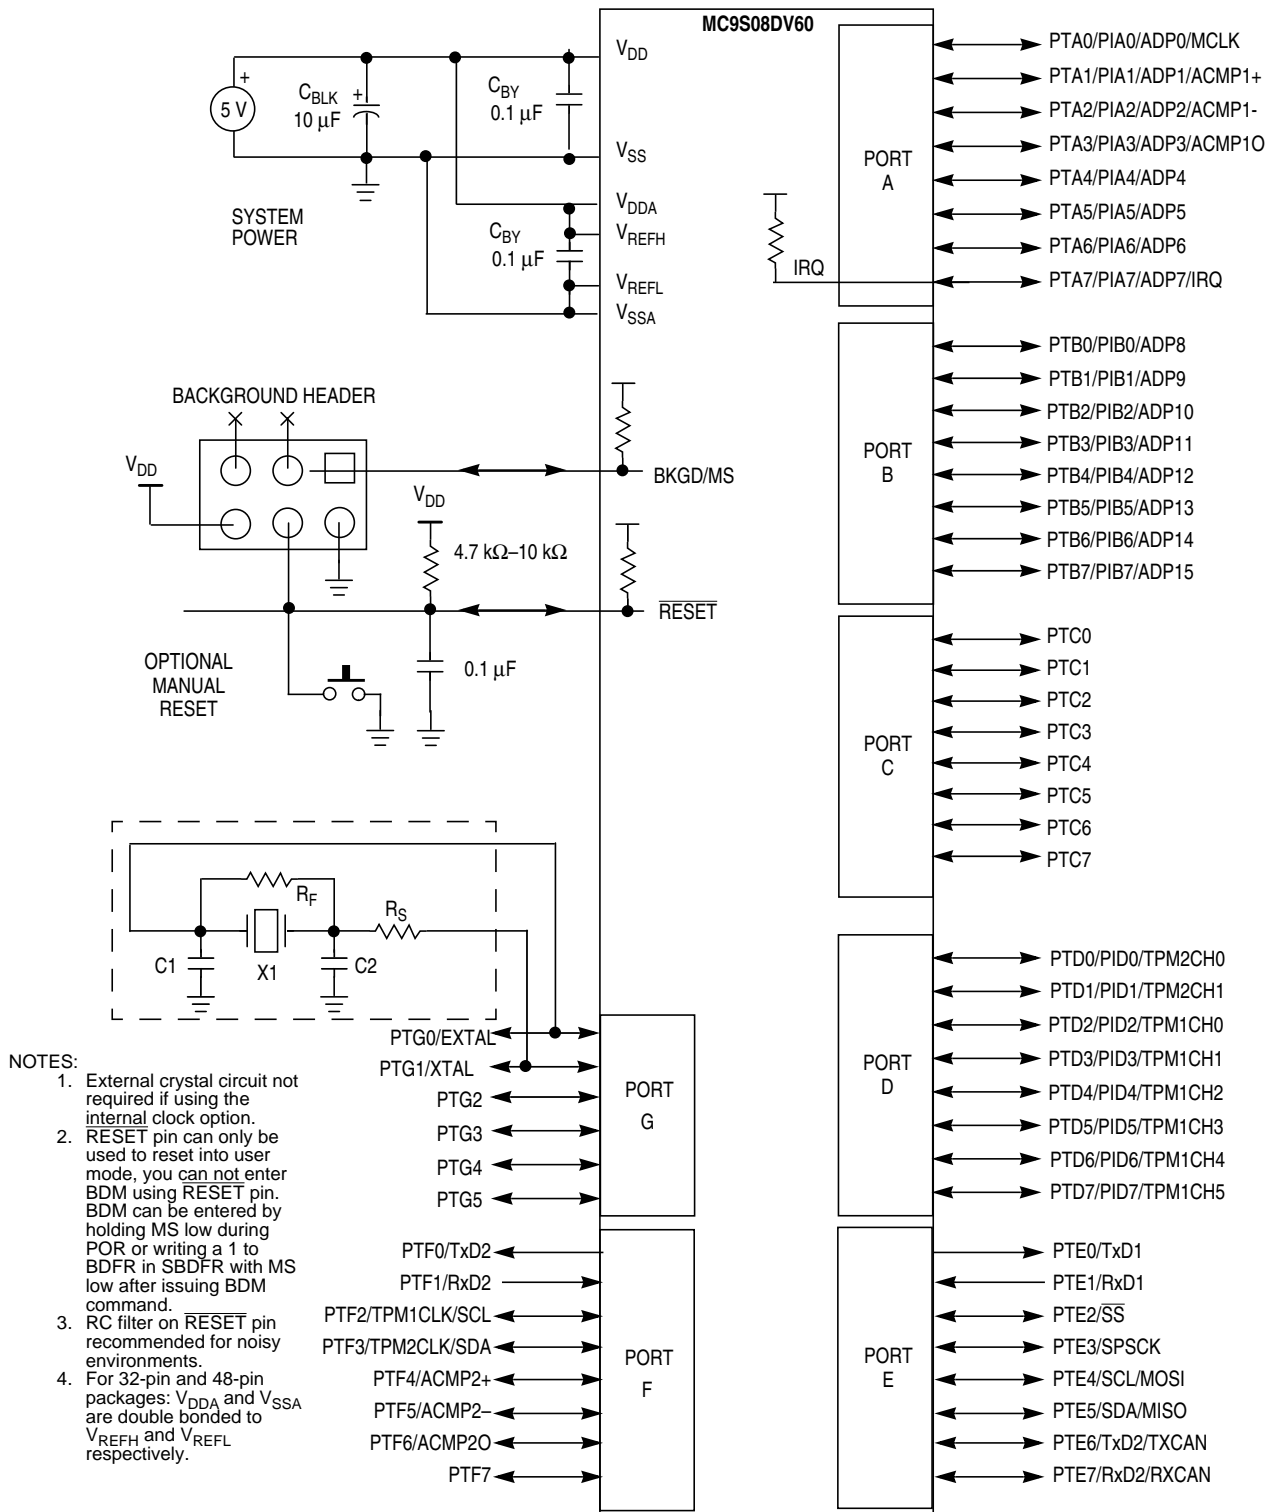 MC9S08DV60
V_DD
C_BLK
10 µF
C_BY
0.1 µF
+
5 V
+
V_SS
SYSTEM
POWER
V_DDA
V_REFH
C_BY
0.1 µF
V_REFL
V_SSA
BACKGROUND HEADER
V_DD
BKGD/MS
V_DD
4.7 kΩ–10 kΩ
RESET
OPTIONAL
MANUAL
RESET
0.1 µF
R_F
R_S
C1
X1
C2
PTG0/EXTAL
PTG1/XTAL
PTG2
PTG3
PTG4
PTG5
PORT
G
PTF0/TxD2
PTF1/RxD2
PTF2/TPM1CLK/SCL
PTF3/TPM2CLK/SDA
PTF4/ACMP2+
PTF5/ACMP2–
PTF6/ACMP2O
PTF7
PORT
F
NOTES:
1. External crystal circuit not
required if using the
internal clock option.
2. RESET pin can only be
used to reset into user
mode, you can not enter
BDM using RESET pin.
BDM can be entered by
holding MS low during
POR or writing a 1 to
BDFR in SBDFR with MS
low after issuing BDM
command.
3. RC filter on RESET pin
recommended for noisy
environments.
4. For 32-pin and 48-pin
packages: V_DDA and V_SSA
are double bonded to
V_REFH and V_REFL
respectively.
PORT
A
IRQ
PTA0/PIA0/ADP0/MCLK
PTA1/PIA1/ADP1/ACMP1+
PTA2/PIA2/ADP2/ACMP1-
PTA3/PIA3/ADP3/ACMP1O
PTA4/PIA4/ADP4
PTA5/PIA5/ADP5
PTA6/PIA6/ADP6
PTA7/PIA7/ADP7/IRQ
PORT
B
PTB0/PIB0/ADP8
PTB1/PIB1/ADP9
PTB2/PIB2/ADP10
PTB3/PIB3/ADP11
PTB4/PIB4/ADP12
PTB5/PIB5/ADP13
PTB6/PIB6/ADP14
PTB7/PIB7/ADP15
PORT
C
PTC0
PTC1
PTC2
PTC3
PTC4
PTC5
PTC6
PTC7
PORT
D
PTD0/PID0/TPM2CH0
PTD1/PID1/TPM2CH1
PTD2/PID2/TPM1CH0
PTD3/PID3/TPM1CH1
PTD4/PID4/TPM1CH2
PTD5/PID5/TPM1CH3
PTD6/PID6/TPM1CH4
PTD7/PID7/TPM1CH5
PORT
E
PTE0/TxD1
PTE1/RxD1
PTE2/SS
PTE3/SPSCK
PTE4/SCL/MOSI
PTE5/SDA/MISO
PTE6/TxD2/TXCAN
PTE7/RxD2/RXCAN